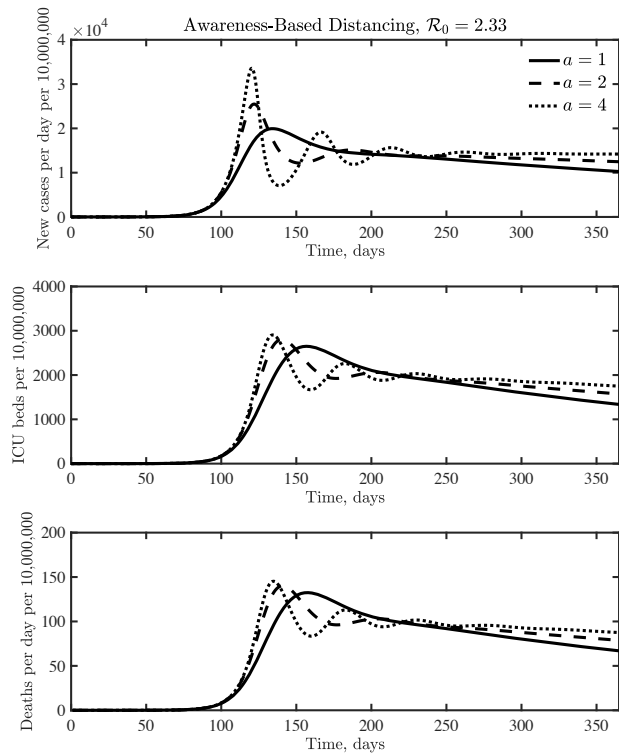 Awareness-Based Distancing, $\mathcal{R}_0 = 2.33$
×10⁴
New cases per day per 10,000,000
4
3
2
1
0
a = 1
a = 2
a = 4
0 50 100 150 200 250 300 350
Time, days
ICU beds per 10,000,000
4000
3000
2000
1000
0
0 50 100 150 200 250 300 350
Time, days
Deaths per day per 10,000,000
200
150
100
50
0
0 50 100 150 200 250 300 350
Time, days